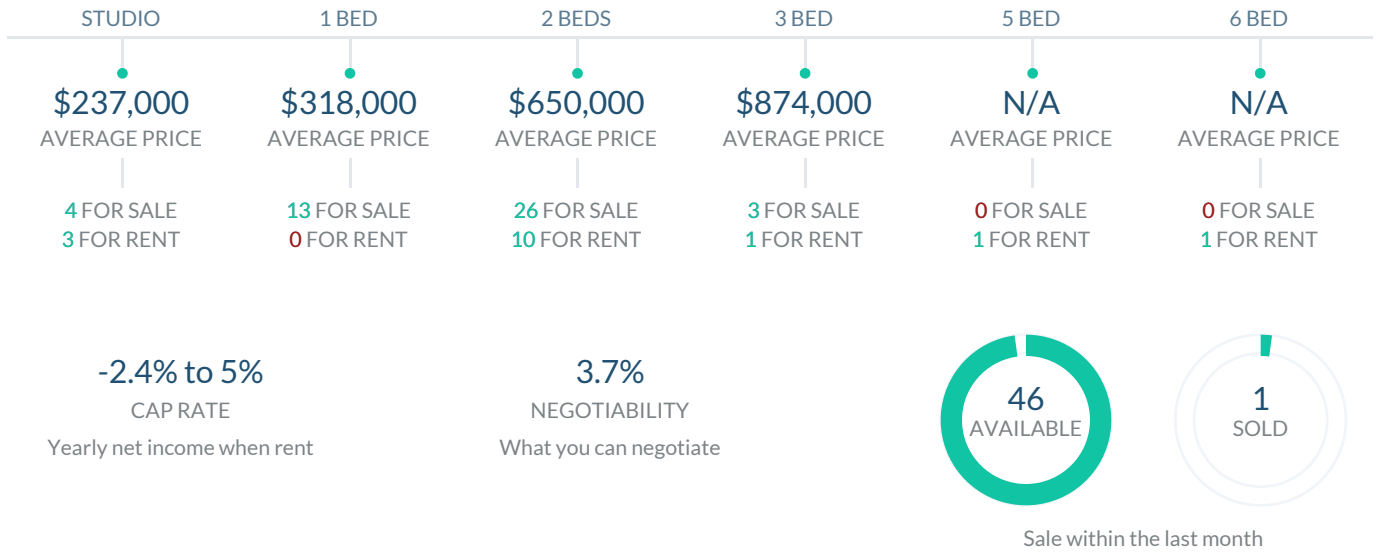 STUDIO 1 BED 2 BEDS 3 BED 5 BED 6 BED
$237,000 $318,000 $650,000 $874,000 N/A N/A
AVERAGE PRICE AVERAGE PRICE AVERAGE PRICE AVERAGE PRICE AVERAGE PRICE AVERAGE PRICE
4 FOR SALE 13 FOR SALE 26 FOR SALE 3 FOR SALE 0 FOR SALE 0 FOR SALE
3 FOR RENT 0 FOR RENT 10 FOR RENT 1 FOR RENT 1 FOR RENT 1 FOR RENT
-2.4% to 5%
CAP RATE
Yearly net income when rent
3.7%
NEGOTIABILITY
What you can negotiate
46
AVAILABLE
1
SOLD
Sale within the last month